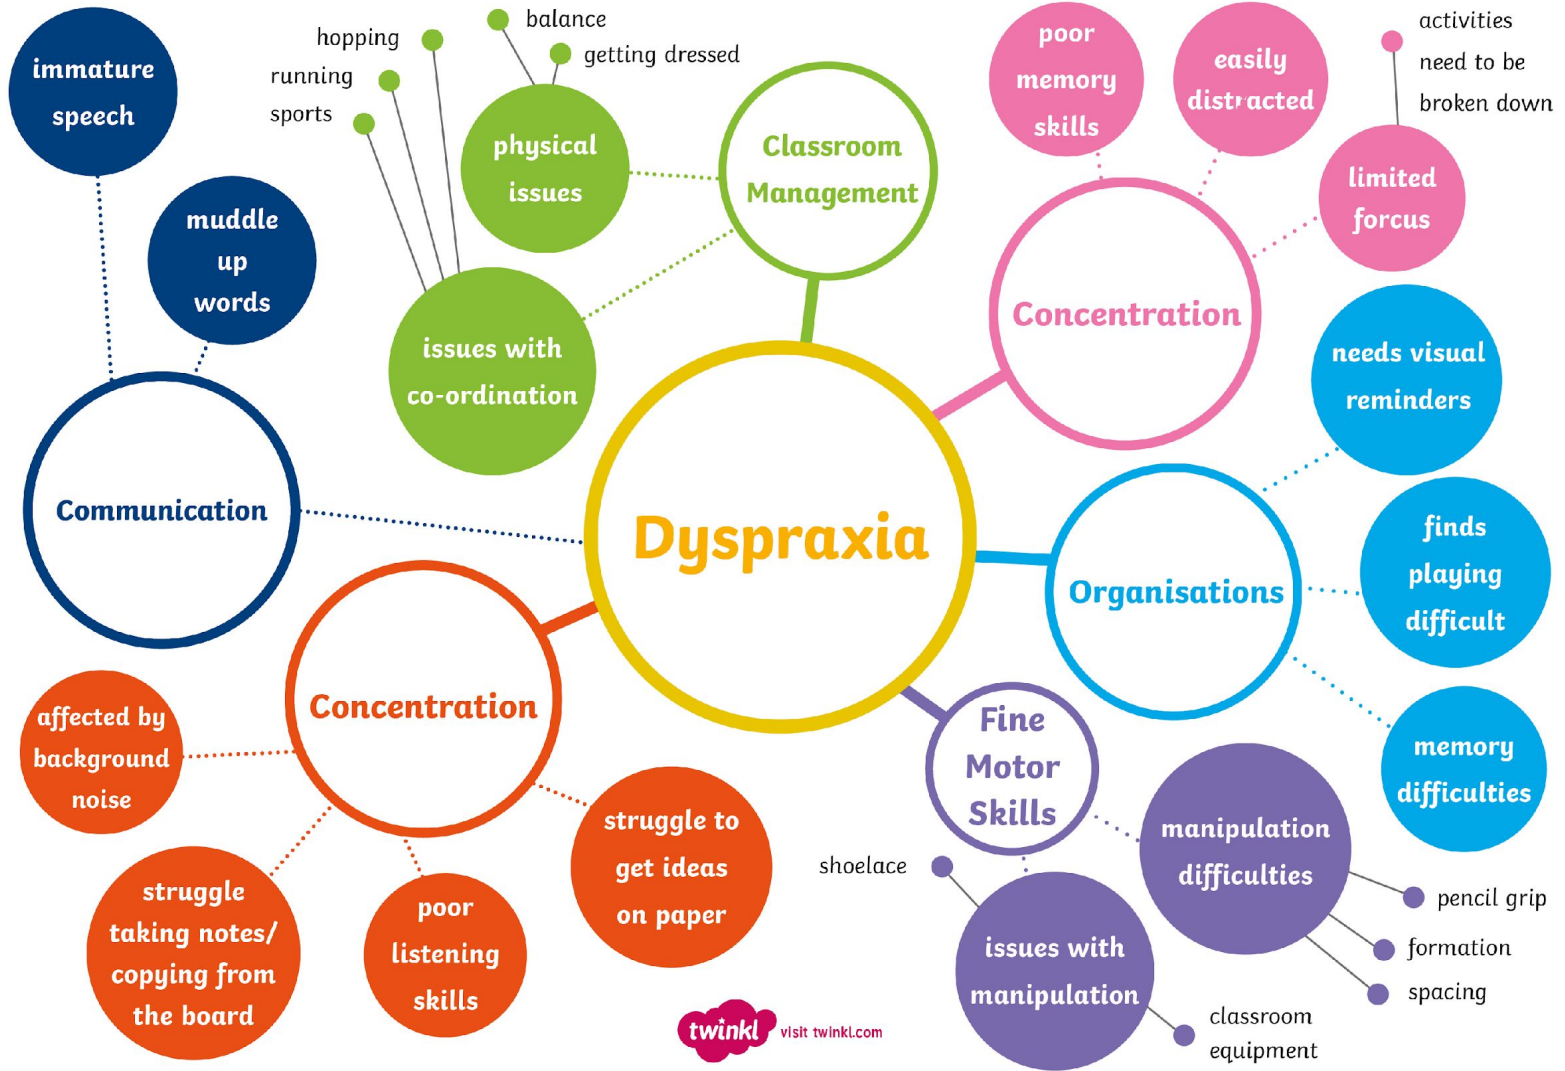 immature
speech
muddle
up
words
Communication
hopping
running
sports
balance
getting dressed
physical
issues
issues with
co-ordination
Classroom
Management
poor
memory
skills
easily
distracted
activities
need to be
broken down
limited
forcus
Concentration
needs visual
reminders
finds
playing
difficult
memory
difficulties
Organisations
Dyspraxia
Concentration
affected by
background
noise
struggle
taking notes/
copying from
the board
poor
listening
skills
struggle to
get ideas
on paper
Fine
Motor
Skills
manipulation
difficulties
pencil grip
formation
spacing
shoelace
issues with
manipulation
classroom
equipment
twinkl
visit twinkl.com